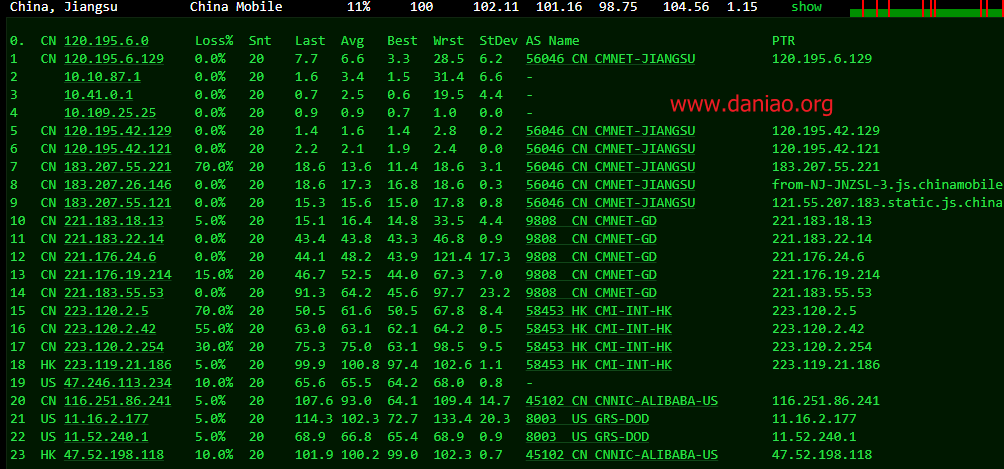 China, Jiangsu China Mobile 11% 100 102.11 101.16 98.75 104.56 1.15 show
0. CN 120.195.6.0 Loss% Snt Last Avg Best Wrst StDev AS Name PTR
1 CN 120.195.6.129 0.0% 20 7.7 6.6 3.3 28.5 6.2 56046 CN CMNET-JIANGSU 120.195.6.129
2 10.10.87.1 0.0% 20 1.6 3.4 1.5 31.4 6.6 -
3 10.41.0.1 0.0% 20 0.7 2.5 0.6 19.5 4.4 -
www.daniao.org
4 10.109.25.25 0.0% 20 0.9 0.9 0.7 1.0 0.0 -
5 CN 120.195.42.129 0.0% 20 1.4 1.6 1.4 2.8 0.2 56046 CN CMNET-JIANGSU 120.195.42.129
6 CN 120.195.42.121 0.0% 20 2.2 2.1 1.9 2.4 0.0 56046 CN CMNET-JIANGSU 120.195.42.121
7 CN 183.207.55.221 70.0% 20 18.6 13.6 11.4 18.6 3.1 56046 CN CMNET-JIANGSU 183.207.55.221
8 CN 183.207.26.146 0.0% 20 18.6 17.3 16.8 18.6 0.3 56046 CN CMNET-JIANGSU from-NJ-JNZSL-3.js.chinamobile
9 CN 183.207.55.121 0.0% 20 15.3 15.6 15.0 17.8 0.8 56046 CN CMNET-JIANGSU 121.55.207.183.static.js.china
10 CN 221.183.18.13 5.0% 20 15.1 16.4 14.8 33.5 4.4 9808 CN CMNET-GD 221.183.18.13
11 CN 221.183.22.14 0.0% 20 43.4 43.8 43.3 46.8 0.9 9808 CN CMNET-GD 221.183.22.14
12 CN 221.176.24.6 0.0% 20 44.1 48.2 43.9 121.4 17.3 9808 CN CMNET-GD 221.176.24.6
13 CN 221.176.19.214 15.0% 20 46.7 52.5 44.0 67.3 7.0 9808 CN CMNET-GD 221.176.19.214
14 CN 221.183.55.53 0.0% 20 91.3 64.2 45.6 97.7 23.2 9808 CN CMNET-GD 221.183.55.53
15 CN 223.120.2.5 70.0% 20 50.5 61.6 50.5 67.8 8.4 58453 HK CMI-INT-HK 223.120.2.5
16 CN 223.120.2.42 55.0% 20 63.0 63.1 62.1 64.2 0.5 58453 HK CMI-INT-HK 223.120.2.42
17 CN 223.120.2.254 30.0% 20 75.3 75.0 63.1 98.5 9.5 58453 HK CMI-INT-HK 223.120.2.254
18 HK 223.119.21.186 5.0% 20 99.9 100.8 97.4 102.6 1.1 58453 HK CMI-INT-HK 223.119.21.186
19 US 47.246.113.234 10.0% 20 65.6 65.5 64.2 68.0 0.8 -
20 CN 116.251.86.241 5.0% 20 107.6 93.0 64.1 109.4 14.7 45102 CN CNNIC-ALIBABA-US 116.251.86.241
21 US 11.16.2.177 5.0% 20 114.3 102.3 72.7 133.4 20.3 8003 US GRS-DOD 11.16.2.177
22 US 11.52.240.1 5.0% 20 68.9 66.8 65.4 68.9 0.9 8003 US GRS-DOD 11.52.240.1
23 HK 47.52.198.118 10.0% 20 101.9 100.2 99.0 102.3 0.7 45102 CN CNNIC-ALIBABA-US 47.52.198.118